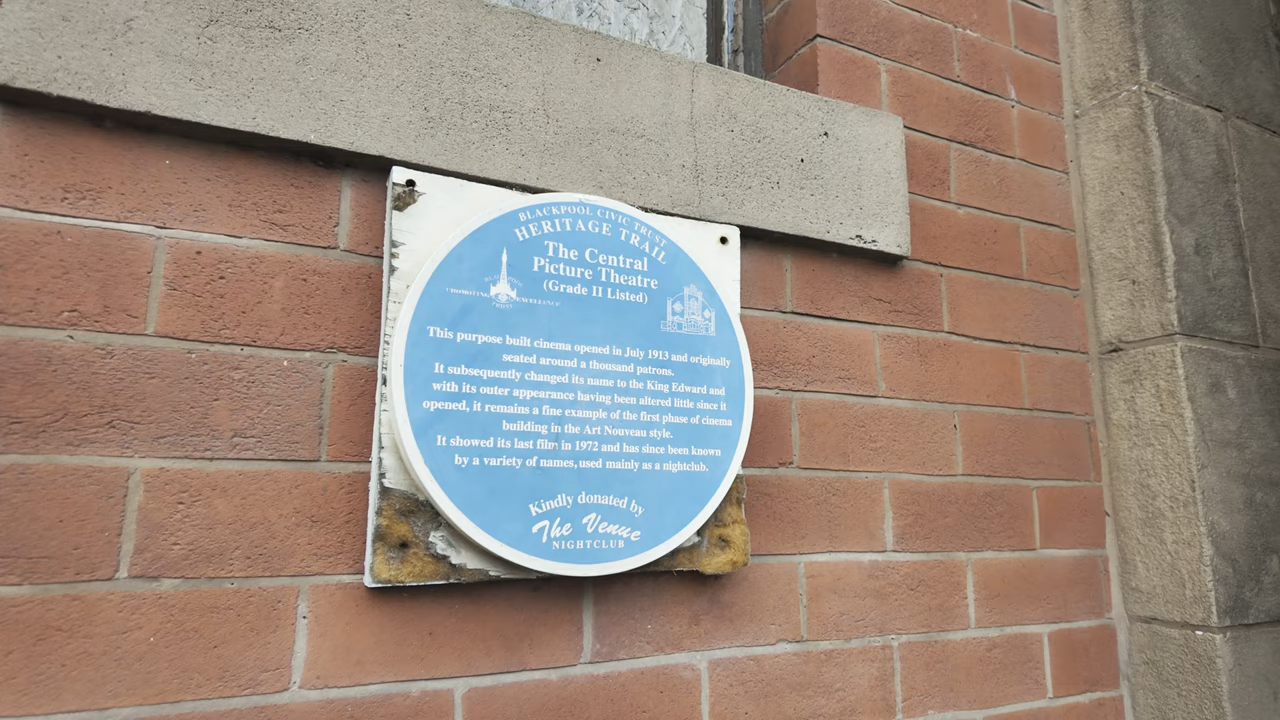 BLACKPOOL CIVIC TRUST
HERITAGE TRAIL
The Central
Picture Theatre
(Grade II Listed)
BLACKPOOL
PROMOTING EXCELLENCE
TRUST
This purpose built cinema opened in July 1913 and originally
seated around a thousand patrons.
It subsequently changed its name to the King Edward and
with its outer appearance having been altered little since it
opened, it remains a fine example of the first phase of cinema
building in the Art Nouveau style.
It showed its last film in 1972 and has since been known
by a variety of names, used mainly as a nightclub.
Kindly donated by
The Venue
NIGHTCLUB